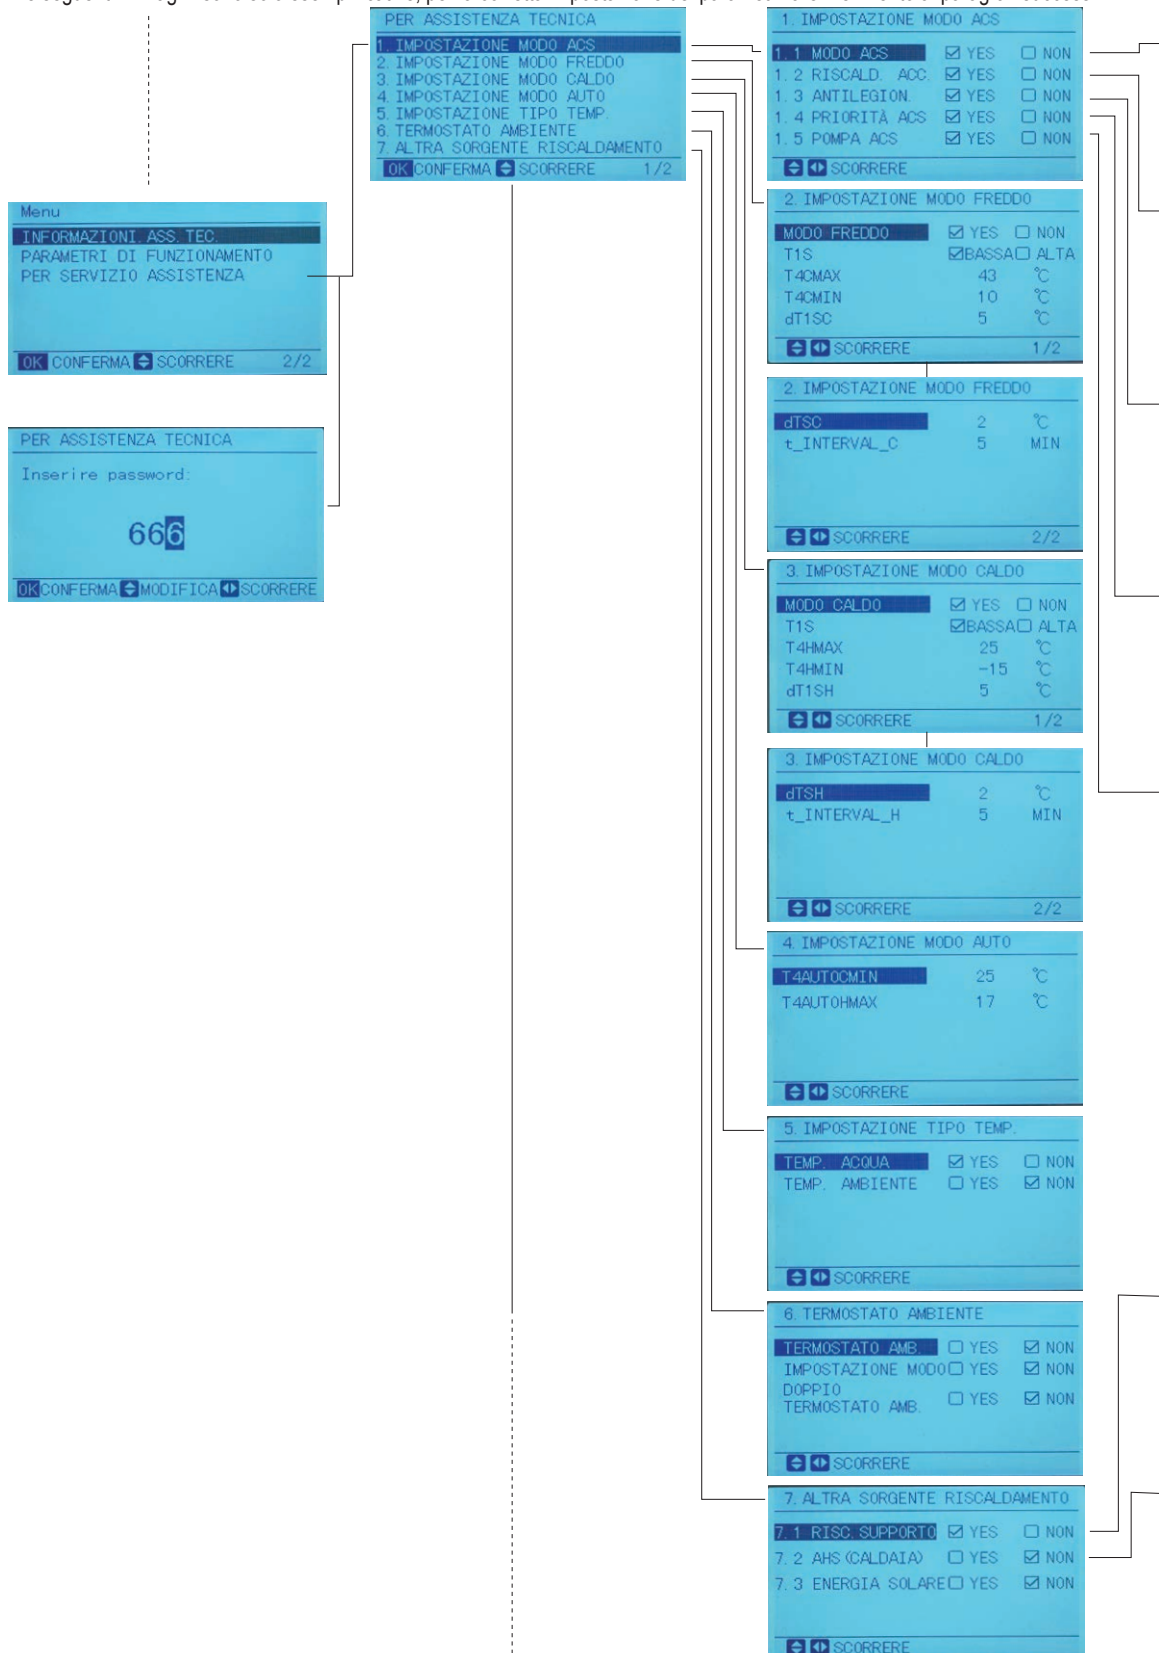 Menu
INFORMAZIONI. ASS. TEC.
PARAMETRI DI FUNZIONAMENTO
PER SERVIZIO ASSISTENZA
OK CONFERMA SCORRERE 2/2
PER ASSISTENZA TECNICA
Inserire password:
666
OK CONFERMA MODIFICA SCORRERE
PER ASSISTENZA TECNICA
1. IMPOSTAZIONE MODO ACS
2. IMPOSTAZIONE MODO FREDDO
3. IMPOSTAZIONE MODO CALDO
4. IMPOSTAZIONE MODO AUTO
5. IMPOSTAZIONE TIPO TEMP.
6. TERMOSTATO AMBIENTE
7. ALTRA SORGENTE RISCALDAMENTO
OK CONFERMA SCORRERE 1/2
1. IMPOSTAZIONE MODO ACS
1. 1 MODO ACS YES NON
1. 2 RISCALD. ACC. YES NON
1. 3 ANTILEGION. YES NON
1. 4 PRIORITÀ ACS YES NON
1. 5 POMPA ACS YES NON
SCORRERE
2. IMPOSTAZIONE MODO FREDDO
MODO FREDDO YES NON
T1S BASSA ALTA
T4CMAX 43 ℃
T4CMIN 10 ℃
dT1SC 5 ℃
SCORRERE 1/2
2. IMPOSTAZIONE MODO FREDDO
dTSC 2 ℃
t_INTERVAL_C 5 MIN
SCORRERE 2/2
3. IMPOSTAZIONE MODO CALDO
MODO CALDO YES NON
T1S BASSA ALTA
T4HMAX 25 ℃
T4HMIN -15 ℃
dT1SH 5 ℃
SCORRERE 1/2
3. IMPOSTAZIONE MODO CALDO
dTSH 2 ℃
t_INTERVAL_H 5 MIN
SCORRERE 2/2
4. IMPOSTAZIONE MODO AUTO
T4AUTOCMIN 25 ℃
T4AUTOHMAX 17 ℃
SCORRERE
5. IMPOSTAZIONE TIPO TEMP.
TEMP. ACQUA YES NON
TEMP. AMBIENTE YES NON
SCORRERE
6. TERMOSTATO AMBIENTE
TERMOSTATO AMB. YES NON
IMPOSTAZIONE MODO YES NON
DOPPIO
TERMOSTATO AMB. YES NON
SCORRERE
7. ALTRA SORGENTE RISCALDAMENTO
7. 1 RISC. SUPPORTO YES NON
7. 2 AHS (CALDAIA) YES NON
7. 3 ENERGIA SOLARE YES NON
SCORRERE